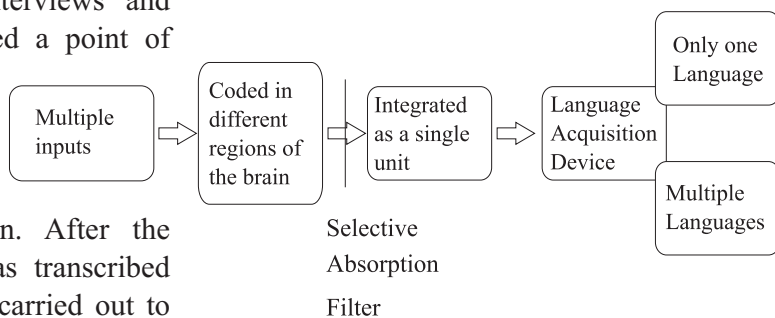 terviews and
ed a point of
Multiple
inputs
Coded in
different
regions of
the brain
Integrated
as a single
unit
Language
Acquisition
Device
Only one
Language
Multiple
Languages
Selective
Absorption
Filter
n. After the
as transcribed
carried out to